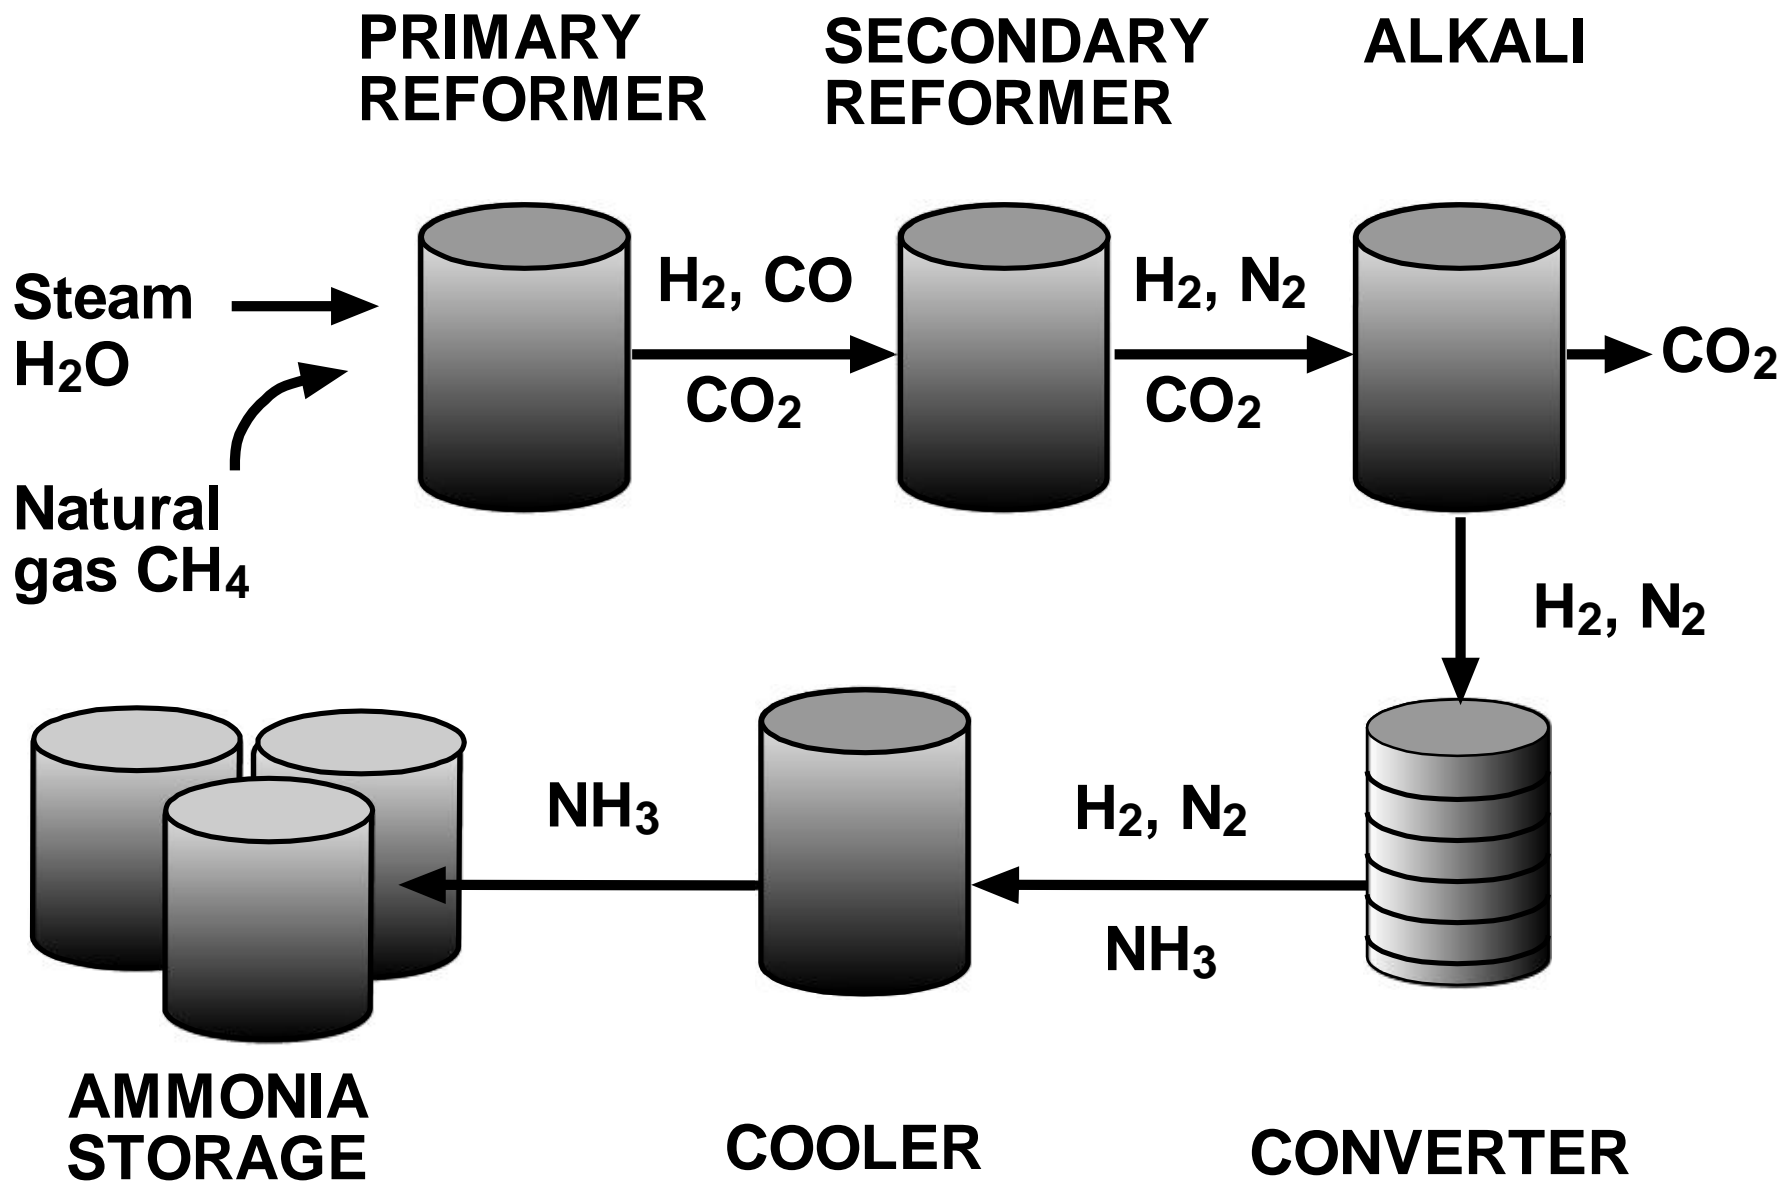 PRIMARY
REFORMER
SECONDARY
REFORMER
ALKALI
Steam
H₂O
Natural
gas CH₄
H₂, CO
CO₂
H₂, N₂
CO₂
CO₂
H₂, N₂
NH₃
H₂, N₂
NH₃
AMMONIA
STORAGE
COOLER
CONVERTER